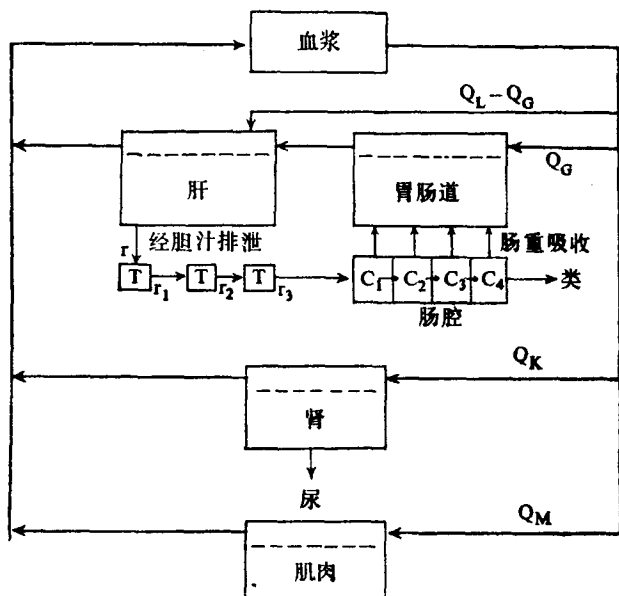 血浆
Q_L-Q_G
Q_G
肝
胃肠道
r
经胆汁排泄
肠重吸收
T
r_1
T
r_2
T
r_3
C_1
C_2
C_3
C_4
类
肠腔
Q_K
肾
尿
Q_M
肌肉